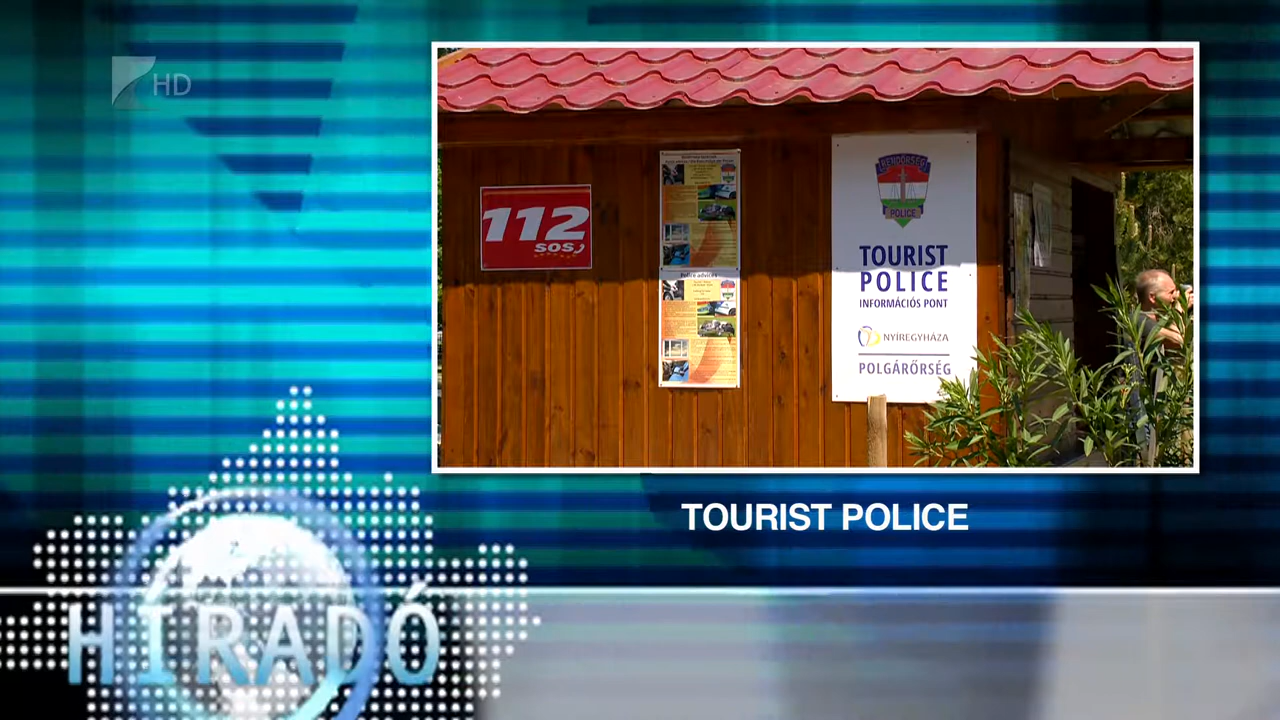 HD
112
SOS
Police advices
RENDŐRSÉG
POLICE
TOURIST
POLICE
INFORMÁCIÓS PONT
NYÍREGYHÁZA
POLGÁRŐRSÉG
TOURIST POLICE
HÍRADÓ